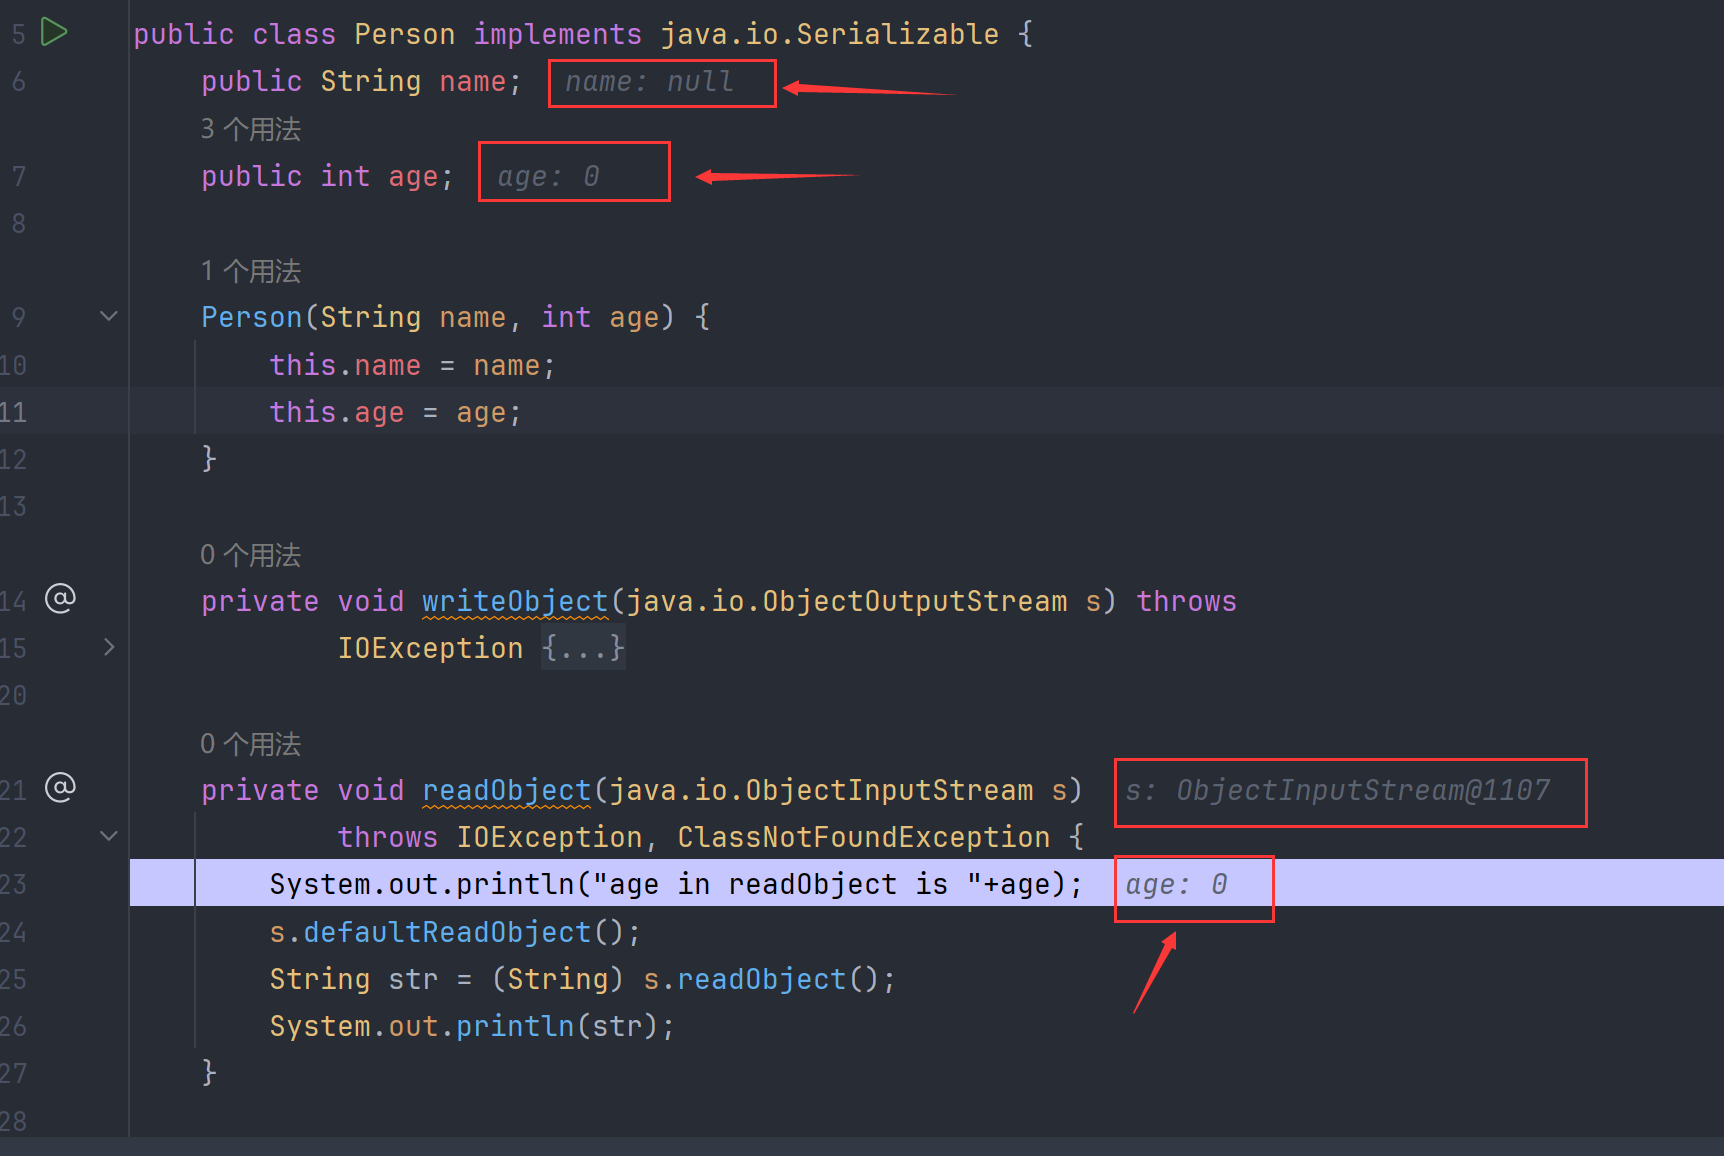 5 public class Person implements java.io.Serializable {
6 public String name; name: null
3 个用法
7 public int age; age: 0
8
1 个用法
9 Person(String name, int age) {
10 this.name = name;
11 this.age = age;
12 }
13
0 个用法
14 @ private void writeObject(java.io.ObjectOutputStream s) throws
15 IOException {...}
20
0 个用法
21 @ private void readObject(java.io.ObjectInputStream s) s: ObjectInputStream@1107
22 throws IOException, ClassNotFoundException {
23 System.out.println("age in readObject is "+age); age: 0
24 s.defaultReadObject();
25 String str = (String) s.readObject();
26 System.out.println(str);
27 }
28